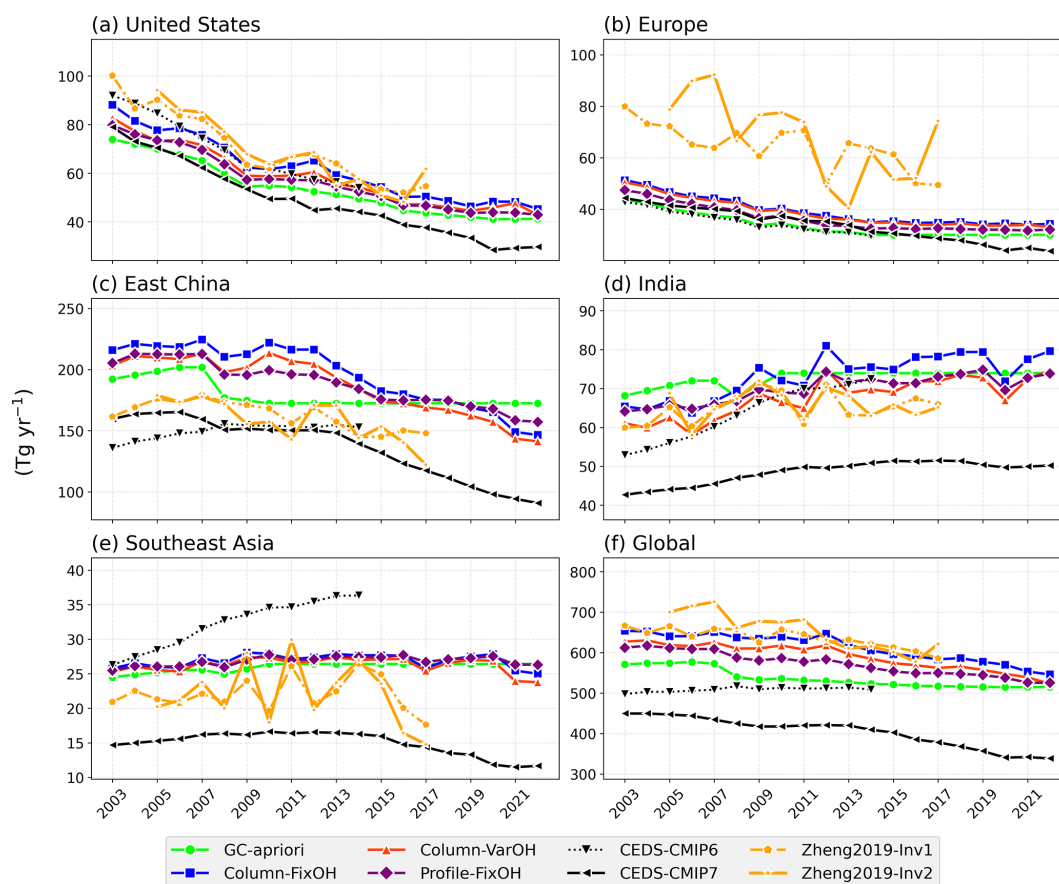 (a) United States
(b) Europe
100
80
60
40
100
80
60
40
(c) East China
(d) India
250
200
150
100
90
80
70
60
50
40
(Tg yr⁻¹)
(e) Southeast Asia
(f) Global
40
35
30
25
20
15
10
800
700
600
500
400
300
2003 2005 2007 2009 2011 2013 2015 2017 2019 2021
2003 2005 2007 2009 2011 2013 2015 2017 2019 2021
GC-apriori Column-VarOH CEDS-CMIP6 Zheng2019-Inv1
Column-FixOH Profile-FixOH CEDS-CMIP7 Zheng2019-Inv2